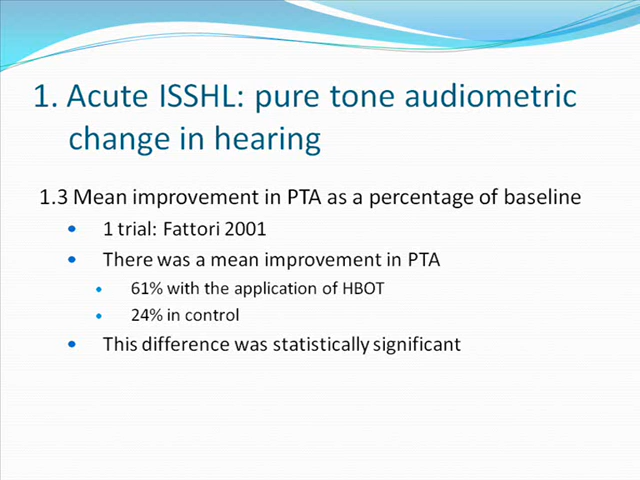 1. Acute ISSHL: pure tone audiometric
change in hearing
1.3 Mean improvement in PTA as a percentage of baseline
• 1 trial: Fattori 2001
• There was a mean improvement in PTA
• 61% with the application of HBOT
• 24% in control
• This difference was statistically significant